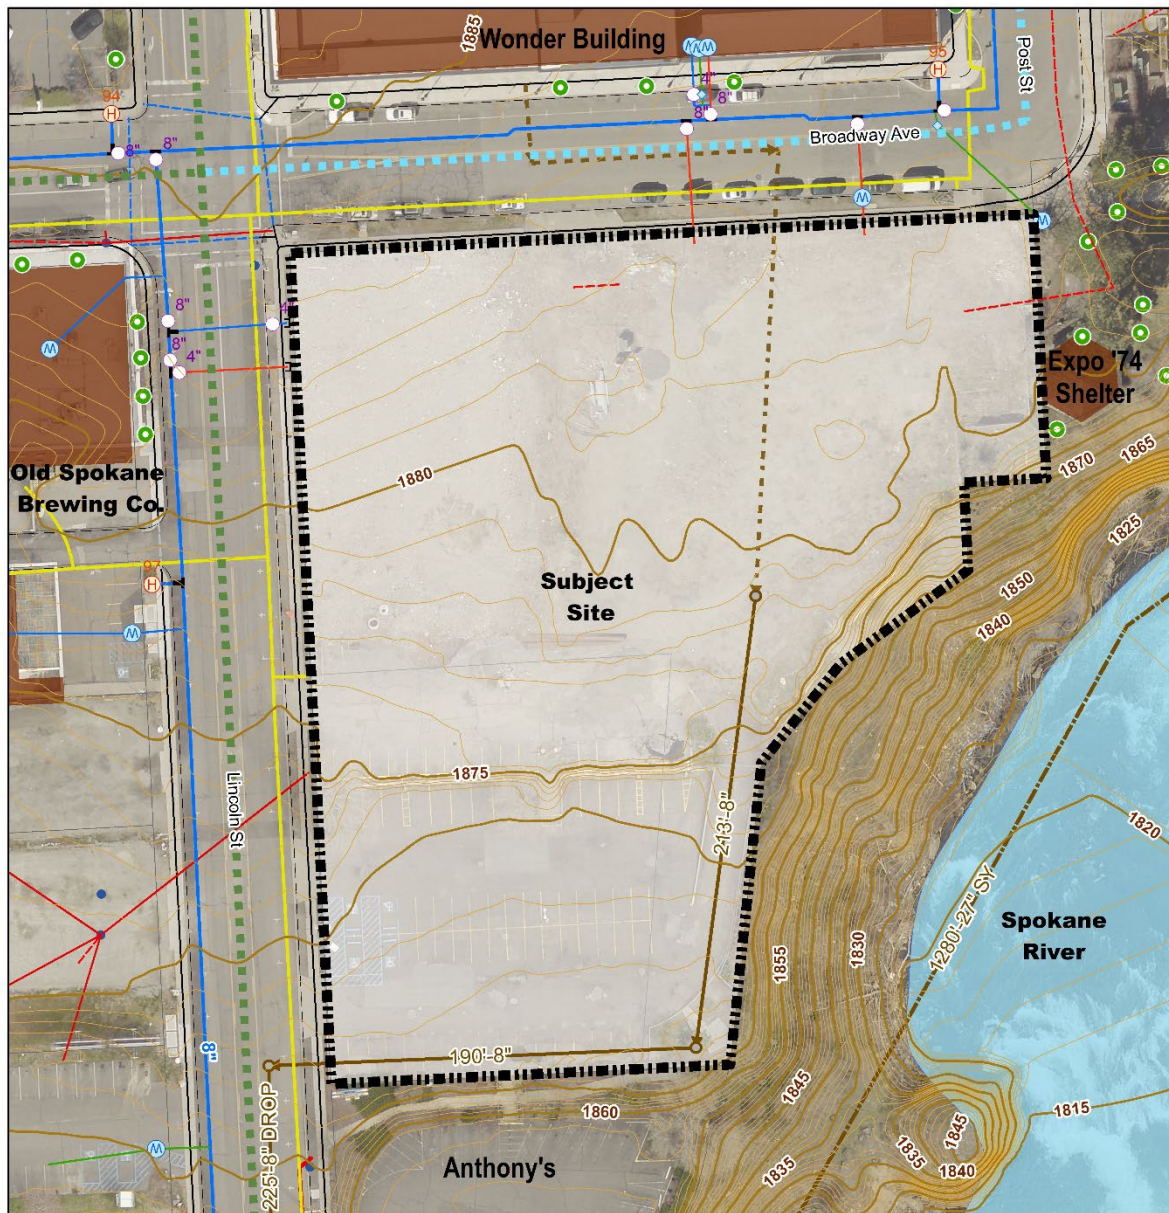 1885
Wonder Building
Post St
95
4"
8"
8"
94
8"
8"
Broadway Ave
8"
4"
8"
4"
Expo '74
Shelter
Old Spokane
Brewing Co.
1880
1870
1865
1825
97
Subject
Site
1850
1840
1875
Lincoln St
213'-8"
1820
1280'-27" SY
Spokane
River
1855
1830
8"
190'-8"
225'-8" DROP
1860
1845
1815
1845
1835
1840
1835
Anthony's